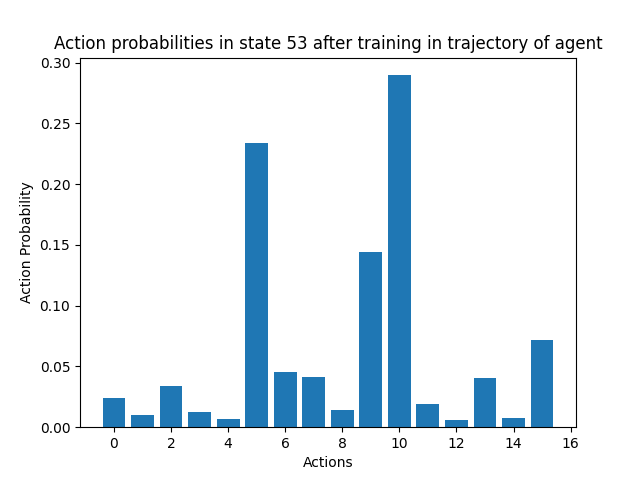 Action probabilities in state 53 after training in trajectory of agent
0.30
0.25
0.20
0.15
0.10
0.05
0.00
Action Probability
0 2 4 6 8 10 12 14 16
Actions